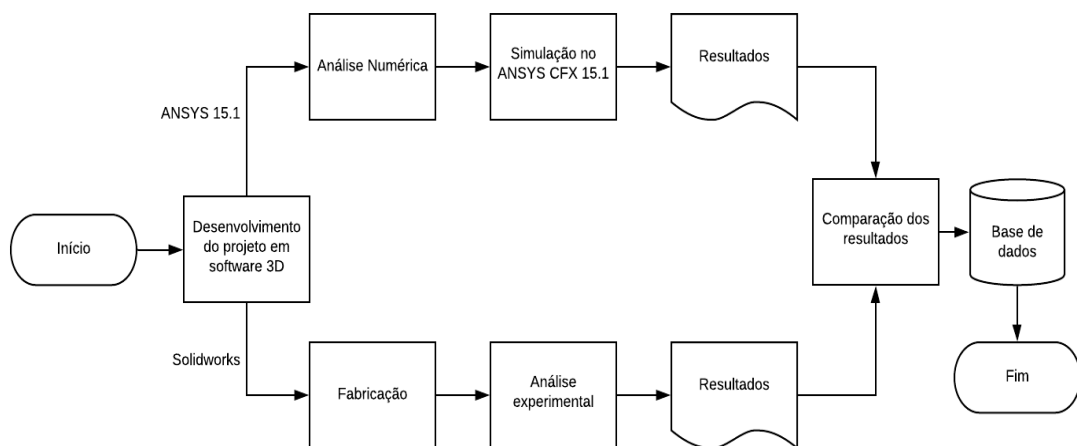 Análise Numérica
Simulação no
ANSYS CFX 15.1
Resultados
ANSYS 15.1
Início
Desenvolvimento
do projeto em
software 3D
Comparação dos
resultados
Base de
dados
Solidworks
Fabricação
Análise
experimental
Resultados
Fim